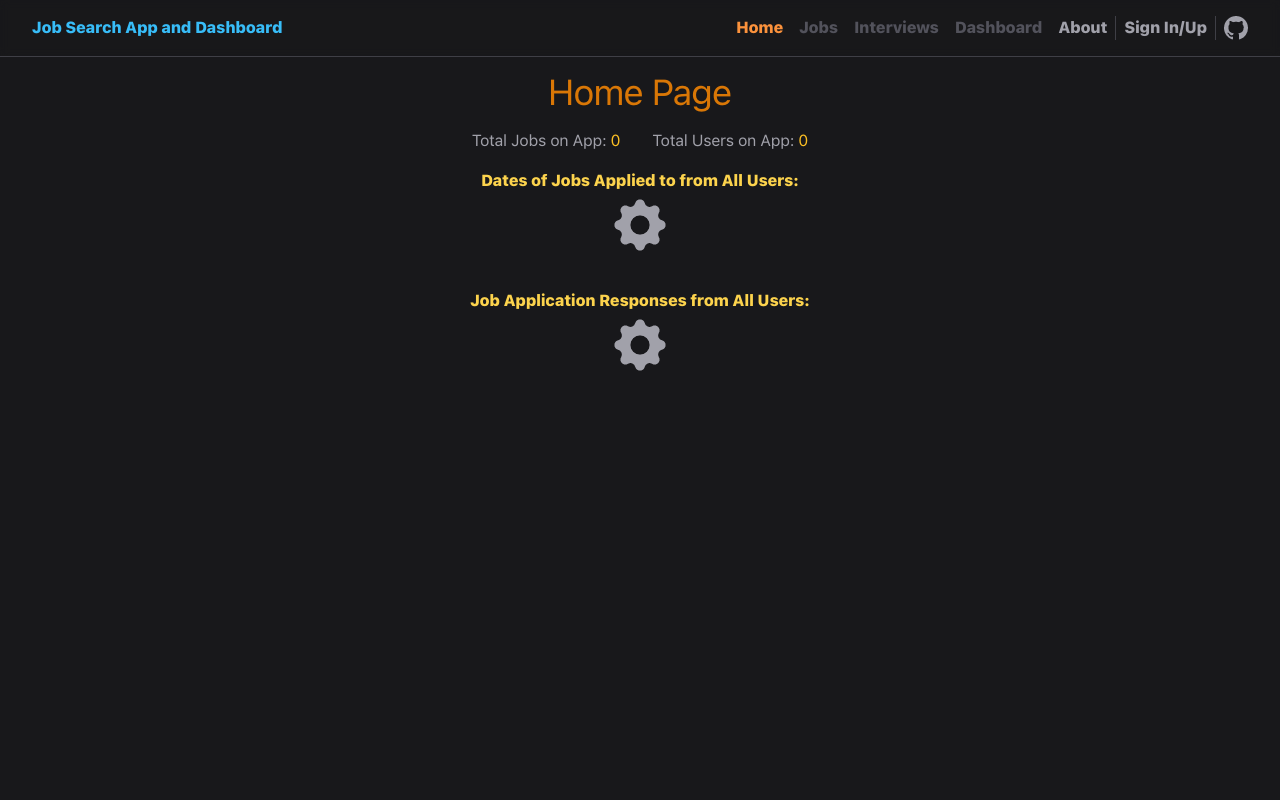 Job Search App and Dashboard Home Jobs Interviews Dashboard About Sign In/Up
Home Page
Total Jobs on App: 0 Total Users on App: 0
Dates of Jobs Applied to from All Users:
Job Application Responses from All Users: